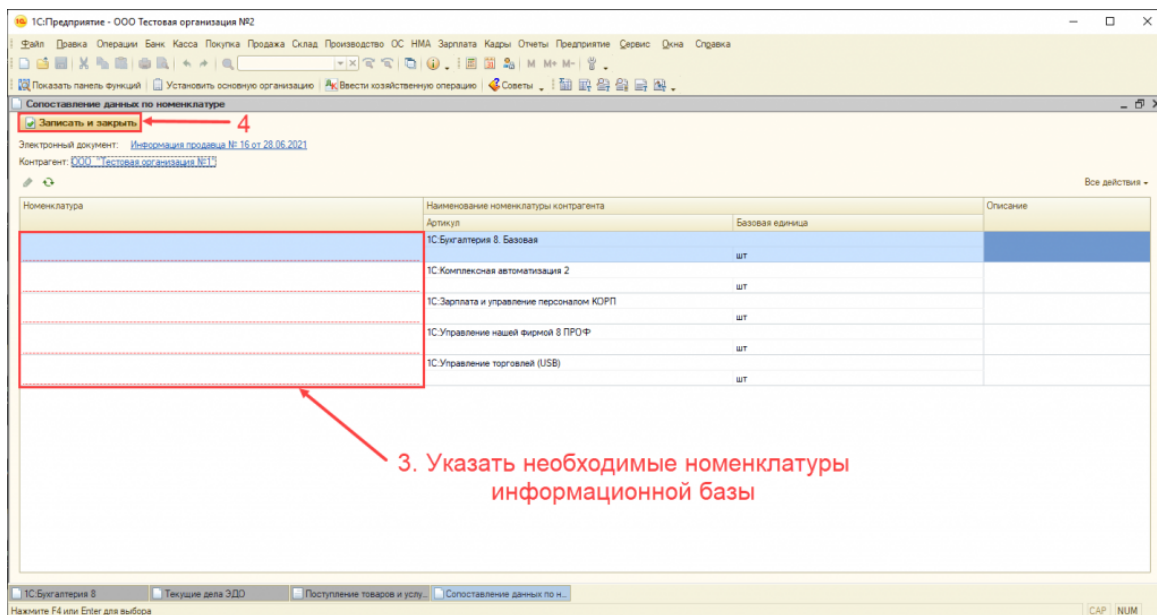 1С:Предприятие - ООО Тестовая организация №2
Файл Правка Операции Банк Касса Покупка Продажа Склад Производство ОС НМА Зарплата Кадры Отчеты Предприятие Сервис Окна Справка
M M+ M-
Показать панель функций Установить основную организацию Ввести хозяйственную операцию Советы
Сопоставление данных по номенклатуре
Записать и закрыть 4
Электронный документ: Информация продавца № 16 от 28.06.2021
Контрагент: ООО "Тестовая организация №1"
Все действия
Номенклатура Наименование номенклатуры контрагента Описание
Артикул Базовая единица
1С:Бухгалтерия 8. Базовая
шт
1С:Комплексная автоматизация 2
шт
1С:Зарплата и управление персоналом КОРП
шт
1С:Управление нашей фирмой 8 ПРОФ
шт
1С:Управление торговлей (USB)
шт
3. Указать необходимые номенклатуры
информационной базы
1С:Бухгалтерия 8 Текущие дела ЭДО Поступление товаров и услу... Сопоставление данных по н...
Нажмите F4 или Enter для выбора CAP NUM